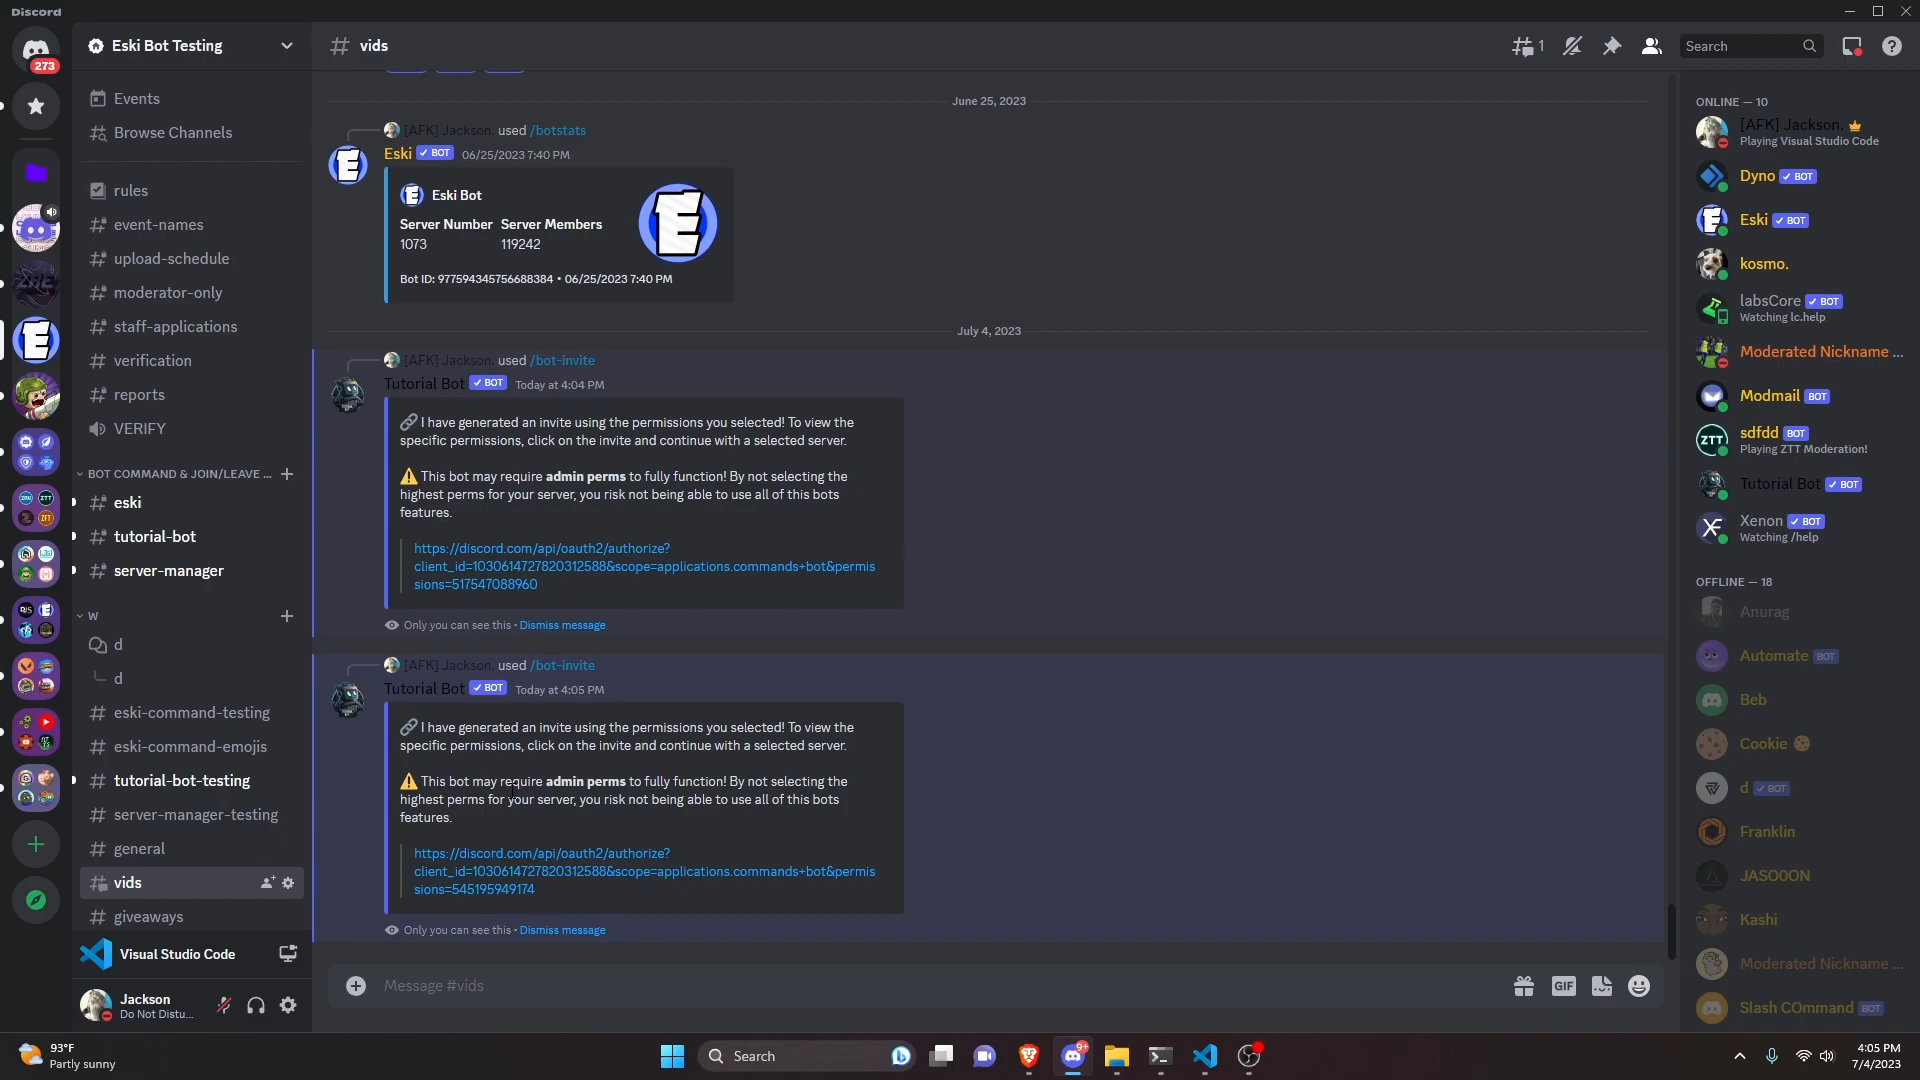 Discord
273
Eski Bot Testing
Events
Browse Channels
rules
event-names
upload-schedule
moderator-only
staff-applications
verification
reports
VERIFY
BOT COMMAND & JOIN/LEAVE ...
eski
tutorial-bot
server-manager
W
d
d
eski-command-testing
eski-command-emojis
tutorial-bot-testing
server-manager-testing
general
vids
giveaways
Visual Studio Code
Jackson
Do Not Distu...
vids
1
Search
June 25, 2023
[AFK] Jackson. used /botstats
Eski ✓ BOT 06/25/2023 7:40 PM
Eski Bot
Server Number Server Members
1073 119242
Bot ID: 977594345756688384 • 06/25/2023 7:40 PM
July 4, 2023
[AFK] Jackson. used /bot-invite
Tutorial Bot ✓ BOT Today at 4:04 PM
🔗 I have generated an invite using the permissions you selected! To view the
specific permissions, click on the invite and continue with a selected server.
⚠️ This bot may require admin perms to fully function! By not selecting the
highest perms for your server, you risk not being able to use all of this bots
features.
https://discord.com/api/oauth2/authorize?
client_id=1030614727820312588&scope=applications.commands+bot&permis
sions=517547088960
Only you can see this • Dismiss message
[AFK] Jackson. used /bot-invite
Tutorial Bot ✓ BOT Today at 4:05 PM
🔗 I have generated an invite using the permissions you selected! To view the
specific permissions, click on the invite and continue with a selected server.
⚠️ This bot may require admin perms to fully function! By not selecting the
highest perms for your server, you risk not being able to use all of this bots
features.
https://discord.com/api/oauth2/authorize?
client_id=1030614727820312588&scope=applications.commands+bot&permis
sions=545195949174
Only you can see this • Dismiss message
Message #vids
GIF
ONLINE — 10
[AFK] Jackson.
Playing Visual Studio Code
Dyno ✓ BOT
Eski ✓ BOT
kosmo.
labsCore ✓ BOT
Watching lc.help
Moderated Nickname ...
Modmail BOT
sdfdd BOT
Playing ZTT Moderation!
Tutorial Bot ✓ BOT
Xenon ✓ BOT
Watching /help
OFFLINE — 18
Anurag
Automate BOT
Beb
Cookie 🍪
d ✓ BOT
Franklin
JASO0ON
Kashi
Moderated Nickname ...
Slash COmmand BOT
93°F
Partly sunny
Search
9+
4:05 PM
7/4/2023